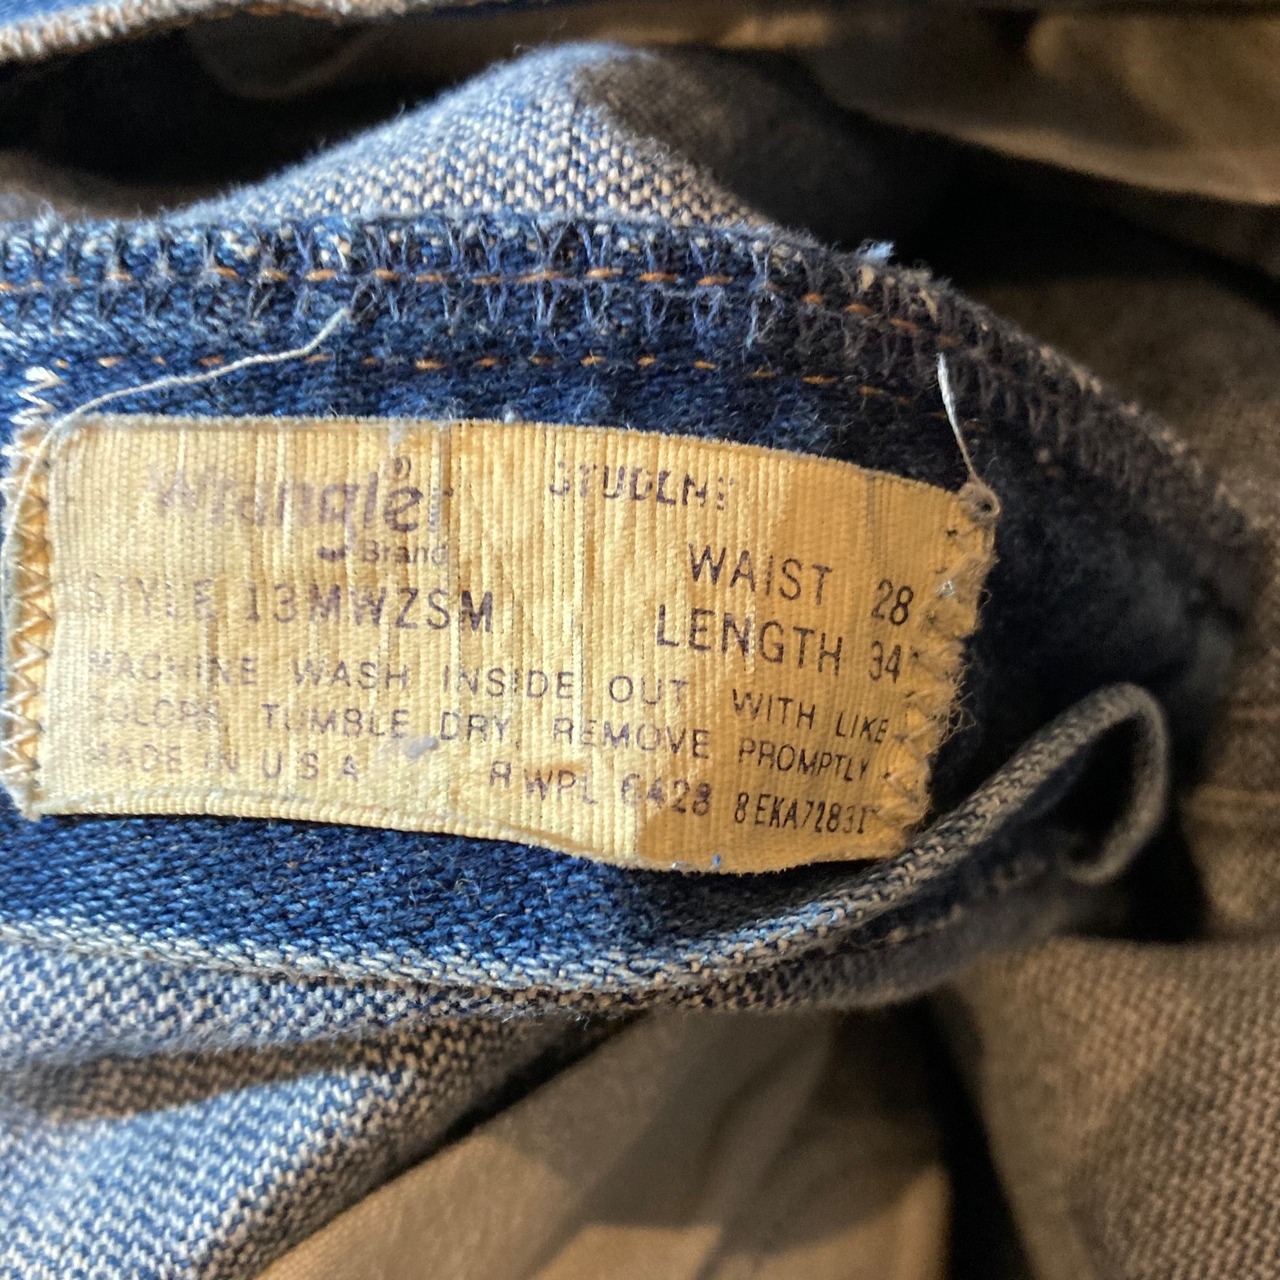 Wrangler®
STUDENT
Brand
STYLE 13MWZSM
WAIST 28
LENGTH 34
MACHINE WASH INSIDE OUT WITH LIKE
COLORS, TUMBLE DRY, REMOVE PROMPTLY
MADE IN U S A
RWPL 6428 8EKA7283I